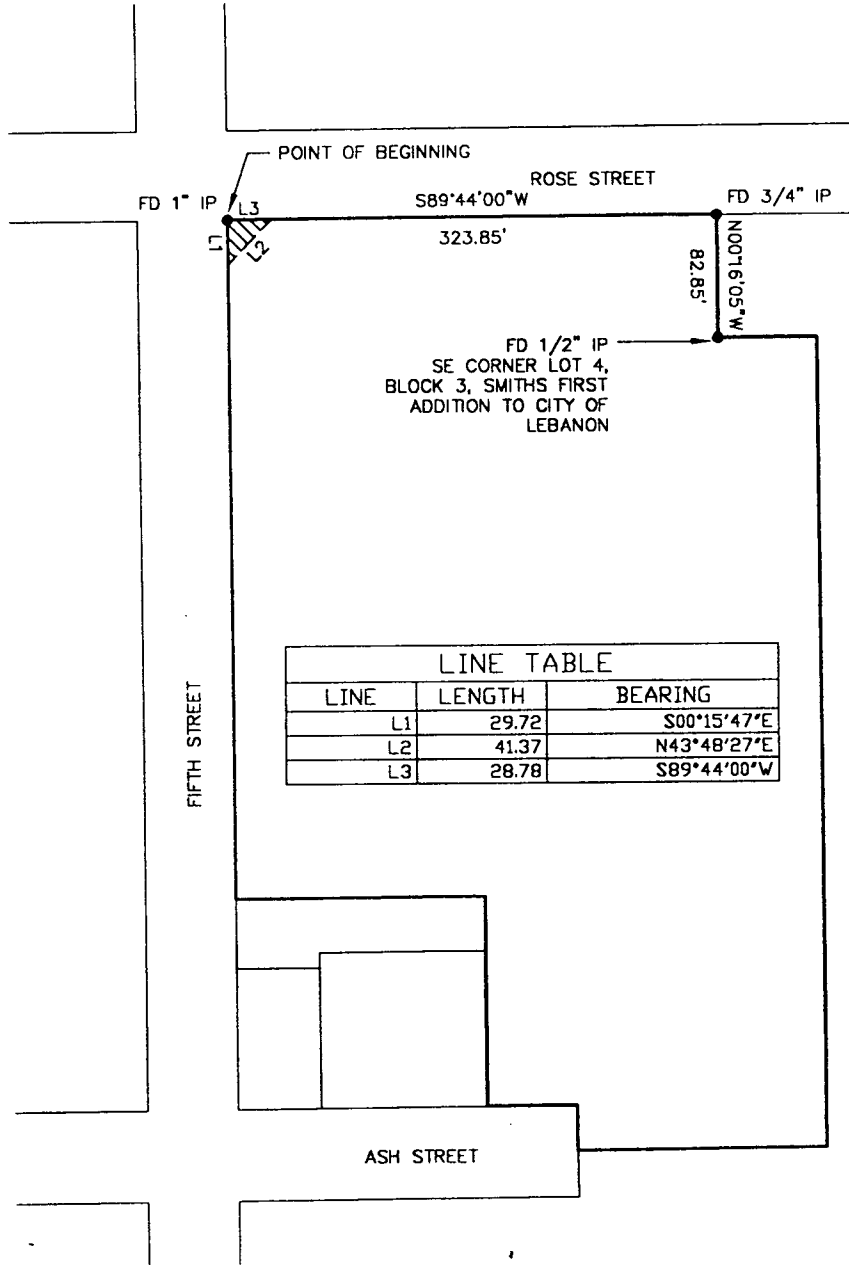 POINT OF BEGINNING
ROSE STREET
FD 1" IP
L3
S89°44'00"W
FD 3/4" IP
323.85'
L1
L2
N00°16'05"W
82.85'
FD 1/2" IP
SE CORNER LOT 4,
BLOCK 3, SMITHS FIRST
ADDITION TO CITY OF
LEBANON
LINE TABLE
LINE LENGTH BEARING
L1 29.72 S00°15'47"E
L2 41.37 N43°48'27"E
L3 28.78 S89°44'00"W
FIFTH STREET
ASH STREET